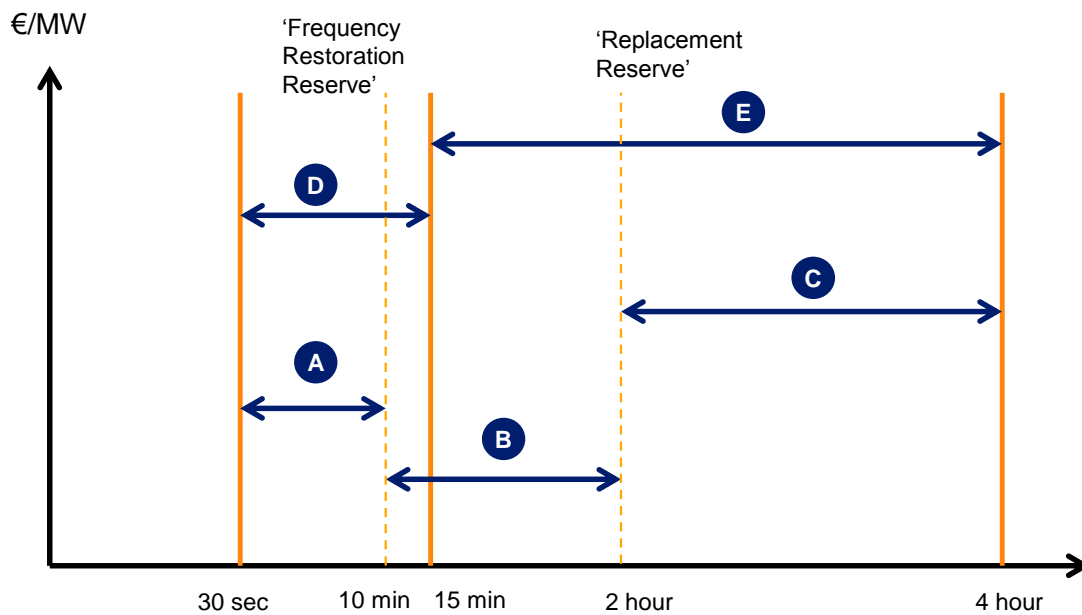 €/MW
‘Frequency
Restoration
Reserve’
‘Replacement
Reserve’
E
D
C
A
B
30 sec
10 min
15 min
2 hour
4 hour